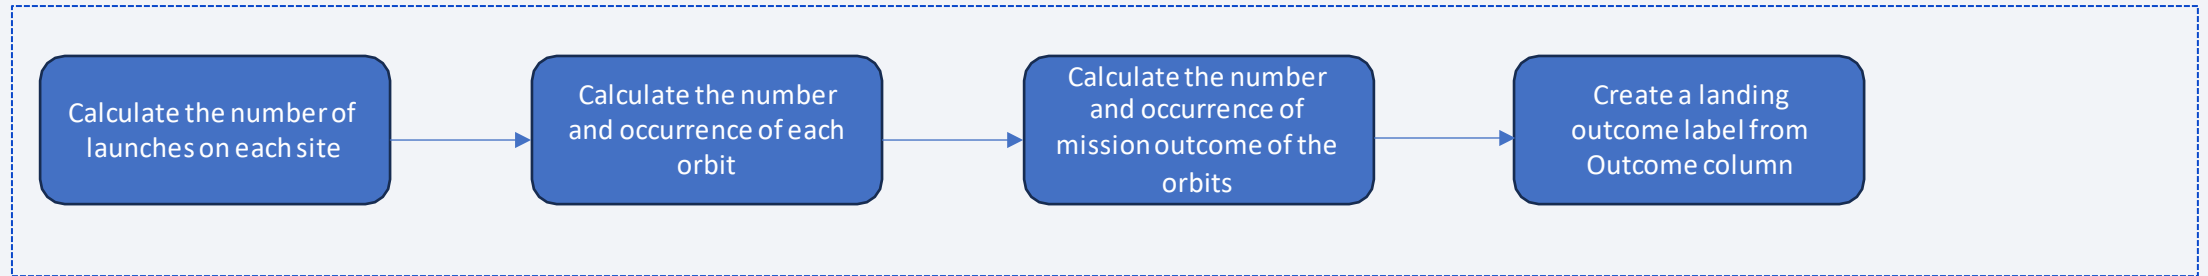 Calculate the number of
launches on each site
Calculate the number
and occurrence of each
orbit
Calculate the number
and occurrence of
mission outcome of the
orbits
Create a landing
outcome label from
Outcome column